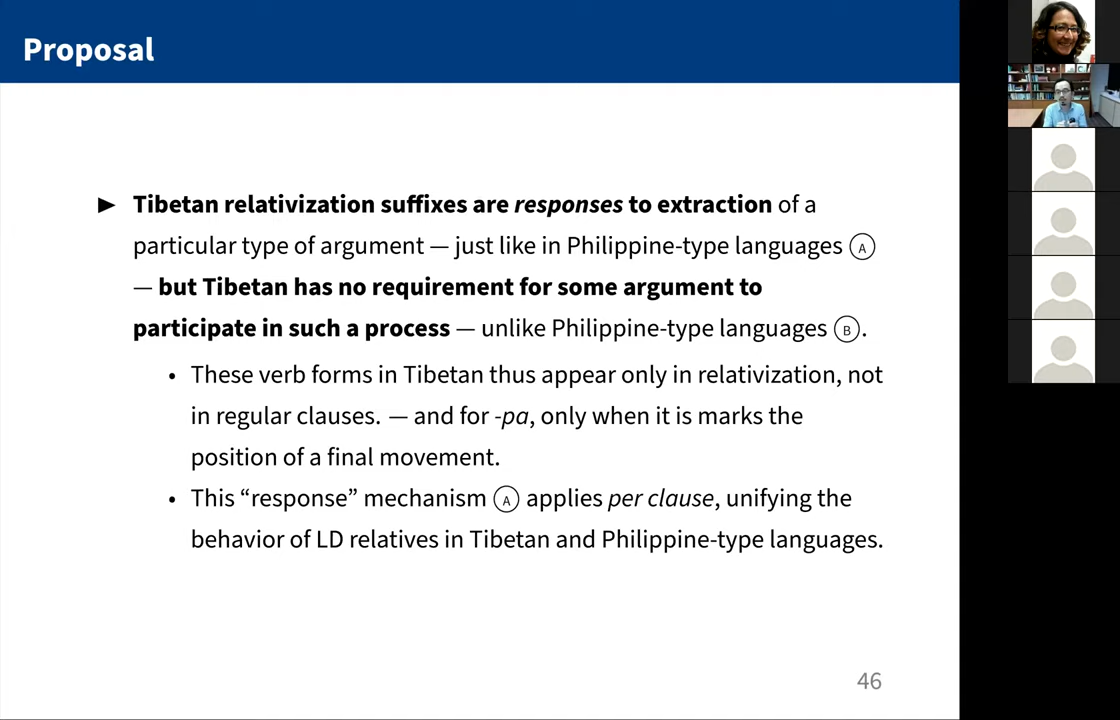 Proposal
▶ Tibetan relativization suffixes are responses to extraction of a
particular type of argument — just like in Philippine-type languages Ⓐ
— but Tibetan has no requirement for some argument to
participate in such a process — unlike Philippine-type languages Ⓑ.
• These verb forms in Tibetan thus appear only in relativization, not
in regular clauses. — and for -pa, only when it is marks the
position of a final movement.
• This “response” mechanism Ⓐ applies per clause, unifying the
behavior of LD relatives in Tibetan and Philippine-type languages.
46